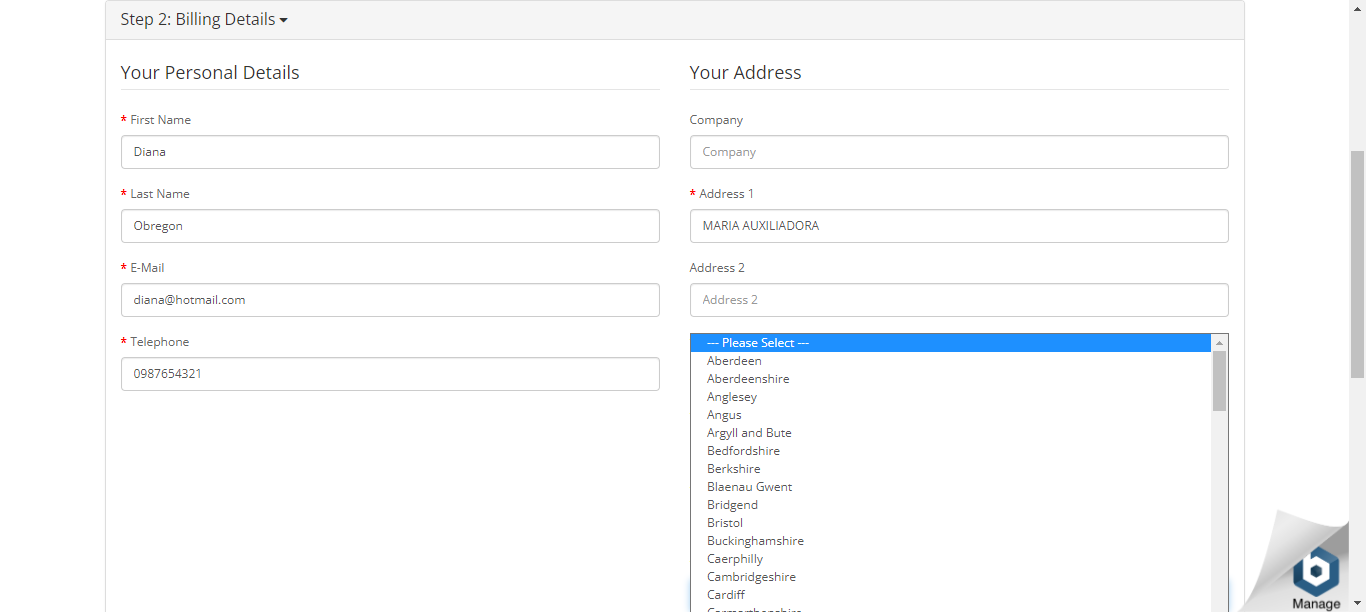 Step 2: Billing Details
Your Personal Details
* First Name
Diana
* Last Name
Obregon
* E-Mail
diana@hotmail.com
* Telephone
0987654321
Your Address
Company
Company
* Address 1
MARIA AUXILIADORA
Address 2
Address 2
--- Please Select ---
Aberdeen
Aberdeenshire
Anglesey
Angus
Argyll and Bute
Bedfordshire
Berkshire
Blaenau Gwent
Bridgend
Bristol
Buckinghamshire
Caerphilly
Cambridgeshire
Cardiff
Manage